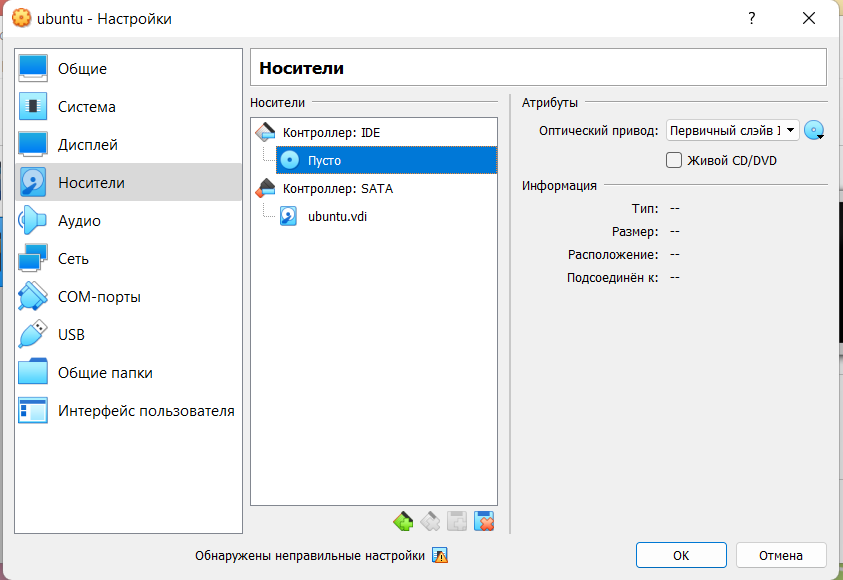 ubuntu - Настройки
?
Общие
Система
Дисплей
Носители
Аудио
Сеть
COM-порты
USB
Общие папки
Интерфейс пользователя
Носители
Носители
Контроллер: IDE
Пусто
Контроллер: SATA
ubuntu.vdi
Атрибуты
Оптический привод: Первичный слэйв I
Живой CD/DVD
Информация
Тип: --
Размер: --
Расположение: --
Подсоединён к: --
Обнаружены неправильные настройки
OK
Отмена